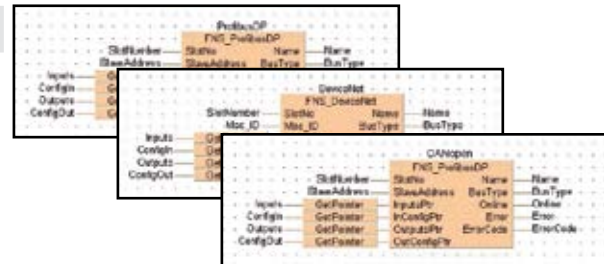 ProfibusDP
FNS_ProfibusDP
SlotNumber SlotNo Name Name
SlaveAddress SlaveAddress BusType BusType
Inputs
ConfigIn
Outputs
ConfigOut
DeviceNet
FNS_DeviceNet
SlotNumber SlotNo Name Name
Mac_ID Mac_ID BusType BusType
Inputs
ConfigIn
Outputs
ConfigOut
CANopen
FNS_ProfibusDP
SlotNumber SlotNo Name Name
SlaveAddress SlaveAddress BusType BusType
Inputs GetPointer InputsPtr Online Online
ConfigIn GetPointer InConfigPtr Error Error
Outputs GetPointer OutputsPtr ErrorCode ErrorCode
ConfigOut GetPointer OutConfigPtr